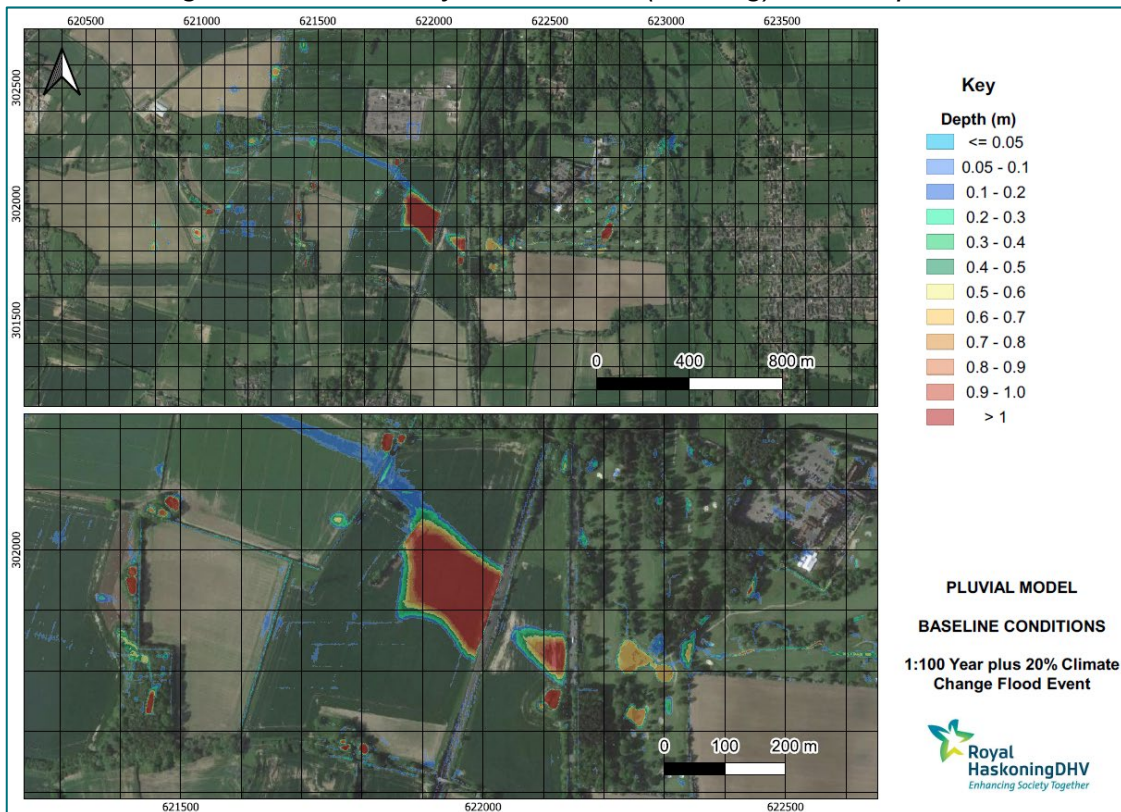 620500 621000 621500 622000 622500 623000 623500
302500
302000
301500
0 400 800 m
302000
0 100 200 m
621500 622000 622500
Key
Depth (m)
<= 0.05
0.05 - 0.1
0.1 - 0.2
0.2 - 0.3
0.3 - 0.4
0.4 - 0.5
0.5 - 0.6
0.6 - 0.7
0.7 - 0.8
0.8 - 0.9
0.9 - 1.0
> 1
PLUVIAL MODEL
BASELINE CONDITIONS
1:100 Year plus 20% Climate
Change Flood Event
Royal
HaskoningDHV
Enhancing Society Together